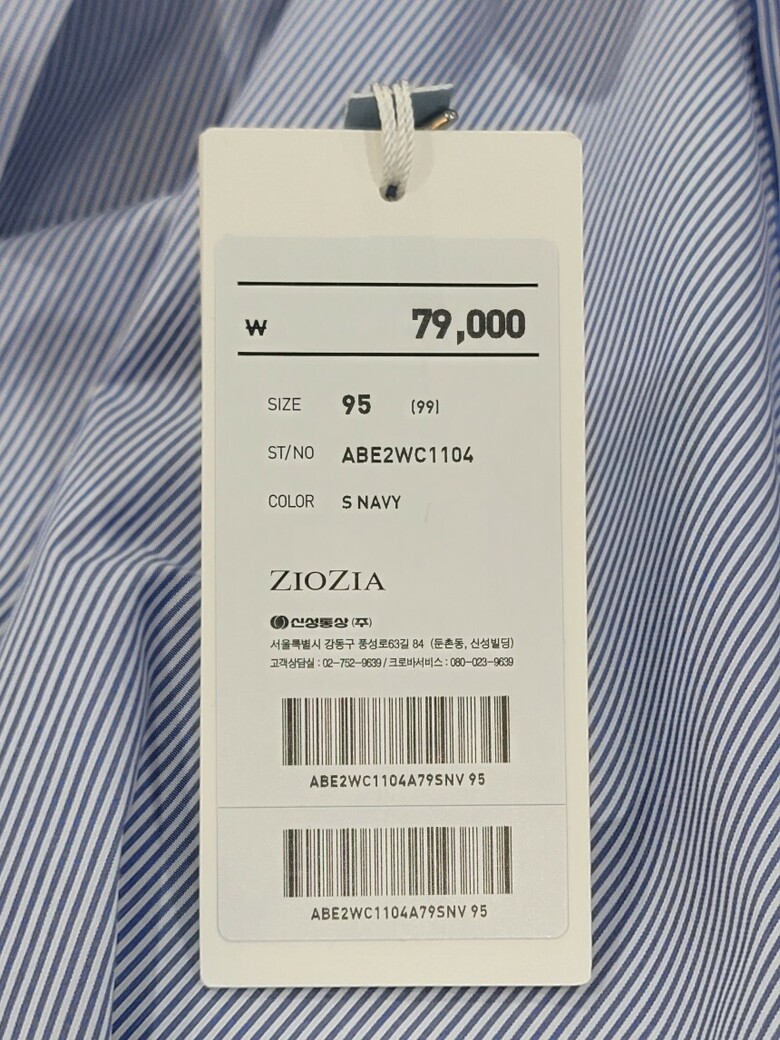 ₩ 79,000
SIZE 95 (99)
ST/NO ABE2WC1104
COLOR S NAVY
ZIOZIA
신성통상(주)
서울특별시 강동구 풍성로63길 84 (둔촌동, 신성빌딩)
고객상담실 : 02-752-9639 / 크로바서비스 : 080-023-9639
ABE2WC1104A79SNV 95
ABE2WC1104A79SNV 95